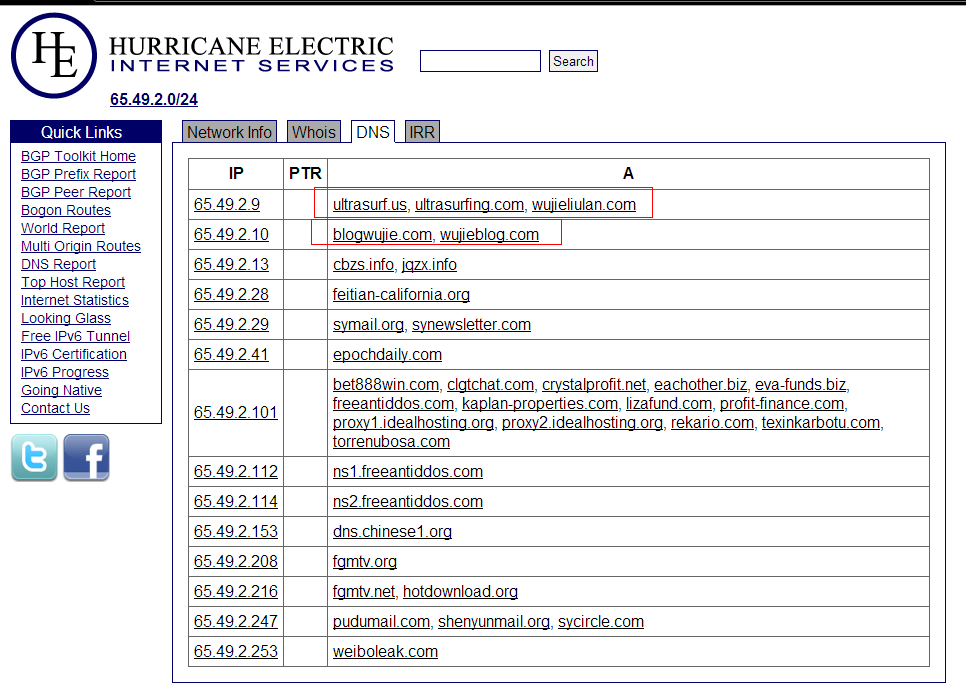 HE
HURRICANE ELECTRIC
INTERNET SERVICES
Search
65.49.2.0/24
Quick Links
BGP Toolkit Home
BGP Prefix Report
BGP Peer Report
Bogon Routes
World Report
Multi Origin Routes
DNS Report
Top Host Report
Internet Statistics
Looking Glass
Free IPv6 Tunnel
IPv6 Certification
IPv6 Progress
Going Native
Contact Us
Network Info Whois DNS IRR
IP PTR A
65.49.2.9 ultrasurf.us, ultrasurfing.com, wujieliulan.com
65.49.2.10 blogwujie.com, wujieblog.com
65.49.2.13 cbzs.info, jqzx.info
65.49.2.28 feitian-california.org
65.49.2.29 symail.org, synewsletter.com
65.49.2.41 epochdaily.com
65.49.2.101 bet888win.com, clgtchat.com, crystalprofit.net, eachother.biz, eva-funds.biz,
freeantiddos.com, kaplan-properties.com, lizafund.com, profit-finance.com,
proxy1.idealhosting.org, proxy2.idealhosting.org, rekario.com, texinkarbotu.com,
torrenubosa.com
65.49.2.112 ns1.freeantiddos.com
65.49.2.114 ns2.freeantiddos.com
65.49.2.153 dns.chinese1.org
65.49.2.208 fgmtv.org
65.49.2.216 fgmtv.net, hotdownload.org
65.49.2.247 pudumail.com, shenyunmail.org, sycircle.com
65.49.2.253 weiboleak.com